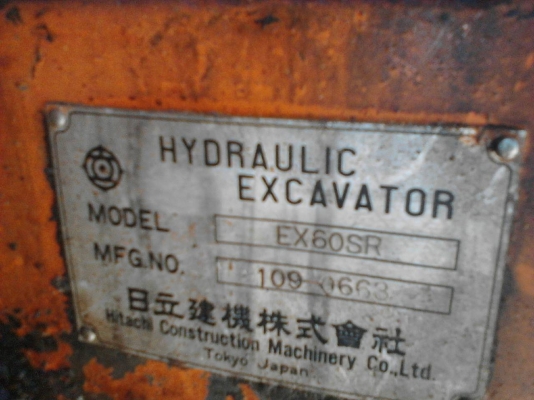 HYDRAULIC
EXCAVATOR
MODEL EX60SR
MFG.NO. 109 0663
日立建機株式會社
Hitachi Construction Machinery Co.,Ltd.
Tokyo Japan